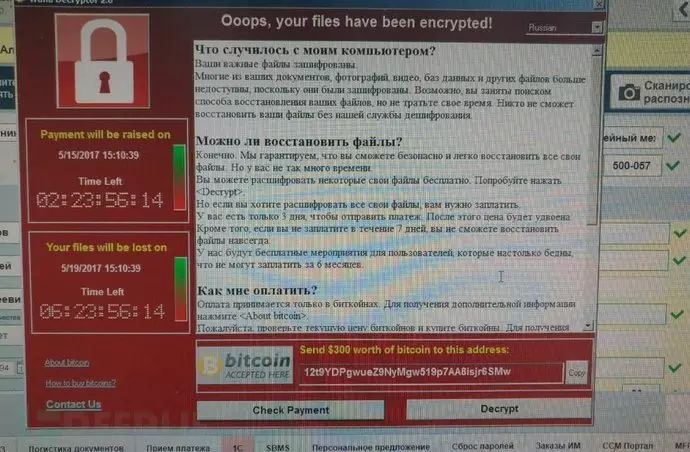 Wana Decrypt0r 2.0
Ooops, your files have been encrypted!
Russian
Что случилось с моим компьютером?
Ваши важные файлы зашифрованы.
Многие из ваших документов, фотографий, видео, баз данных и других файлов больше
недоступны, поскольку они были зашифрованы. Возможно, вы заняты поиском
способа восстановления ваших файлов, но не тратьте свое время. Никто не сможет
восстановить ваши файлы без нашей службы дешифрования.
Можно ли восстановить файлы?
Конечно. Мы гарантируем, что вы сможете безопасно и легко восстановить все свои
файлы. Но у вас не так много времени.
Вы можете расшифровать некоторые свои файлы бесплатно. Попробуйте нажать
<Decrypt>.
Но если вы хотите расшифровать все свои файлы, вам нужно заплатить.
У вас есть только 3 дня, чтобы отправить платеж. После этого цена будет удвоена
Кроме того, если вы не заплатите в течение 7 дней, вы не сможете восстановить
файлы навсегда.
У нас будут бесплатные мероприятия для пользователей, которые настолько бедны,
что не могут заплатить за 6 месяцев.
Как мне оплатить?
Оплата принимается только в биткойнах. Для получения дополнительной информации
нажмите <About bitcoin>.
Пожалуйста, проверьте текущую цену биткойнов и купите биткойны. Для получения
Payment will be raised on
5/15/2017 15:10:39
Time Left
02:23:56:14
Your files will be lost on
5/19/2017 15:10:39
Time Left
06:23:56:14
About bitcoin
How to buy bitcoins?
Contact Us
bitcoin
ACCEPTED HERE
Send $300 worth of bitcoin to this address:
12t9YDPgwueZ9NyMgw519p7AA8isjr6SMw
Copy
Check Payment
Decrypt
Сканиро
распозн
500-057
Логистика документов
Прием платежа
1С
SBMS
Персональное предложение
Сброс паролей
Заказы ИМ
CCM Портал